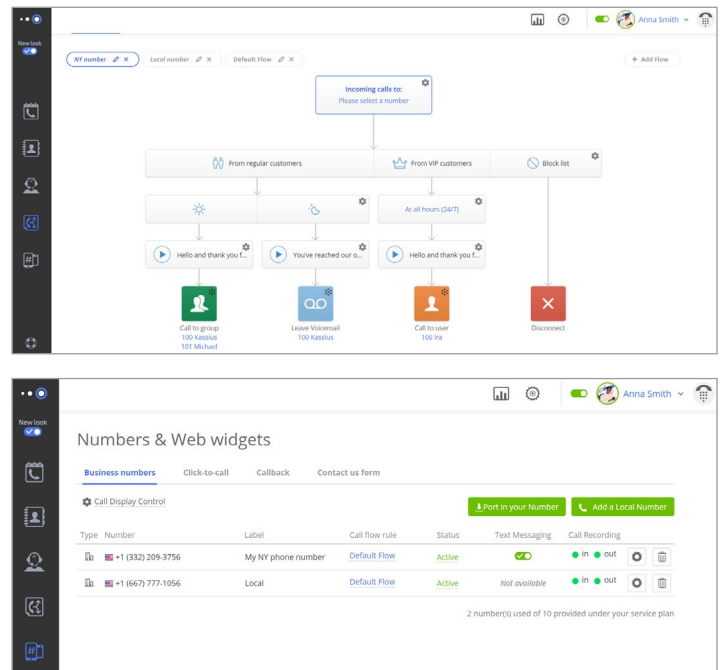 New look
Anna Smith
NY number
Local number
Default Flow
+ Add Flow
Incoming calls to:
Please select a number
From regular customers
From VIP customers
Block list
At all hours (24/7)
Hello and thank you f...
You've reached our o...
Hello and thank you f...
Call to group
100 Kassius
101 Michael
Leave Voicemail
100 Kassius
Call to user
106 Ira
Disconnect
New look
Anna Smith
Numbers & Web widgets
Business numbers Click-to-call Callback Contact us form
Call Display Control
Port in your Number
Add a Local Number
Type Number Label Call flow rule Status Text Messaging Call Recording
+1 (332) 209-3756 My NY phone number Default Flow Active in out
+1 (667) 777-1056 Local Default Flow Active Not available in out
2 number(s) used of 10 provided under your service plan